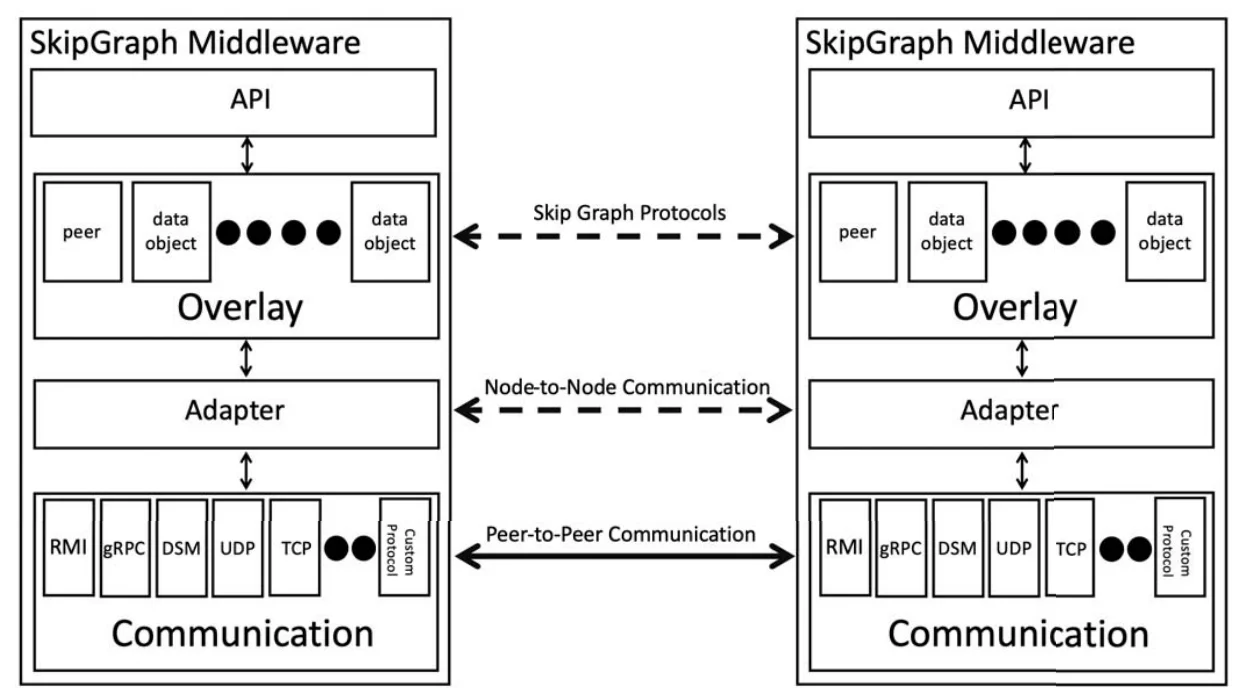 SkipGraph Middleware
API
peer
data
object
data
object
Overlay
Adapter
RMI
gRPC
DSM
UDP
TCP
Custom
Protocol
Communication
Skip Graph Protocols
Node-to-Node Communication
Peer-to-Peer Communication
SkipGraph Middleware
API
peer
data
object
data
object
Overlay
Adapter
RMI
gRPC
DSM
UDP
TCP
Custom
Protocol
Communication